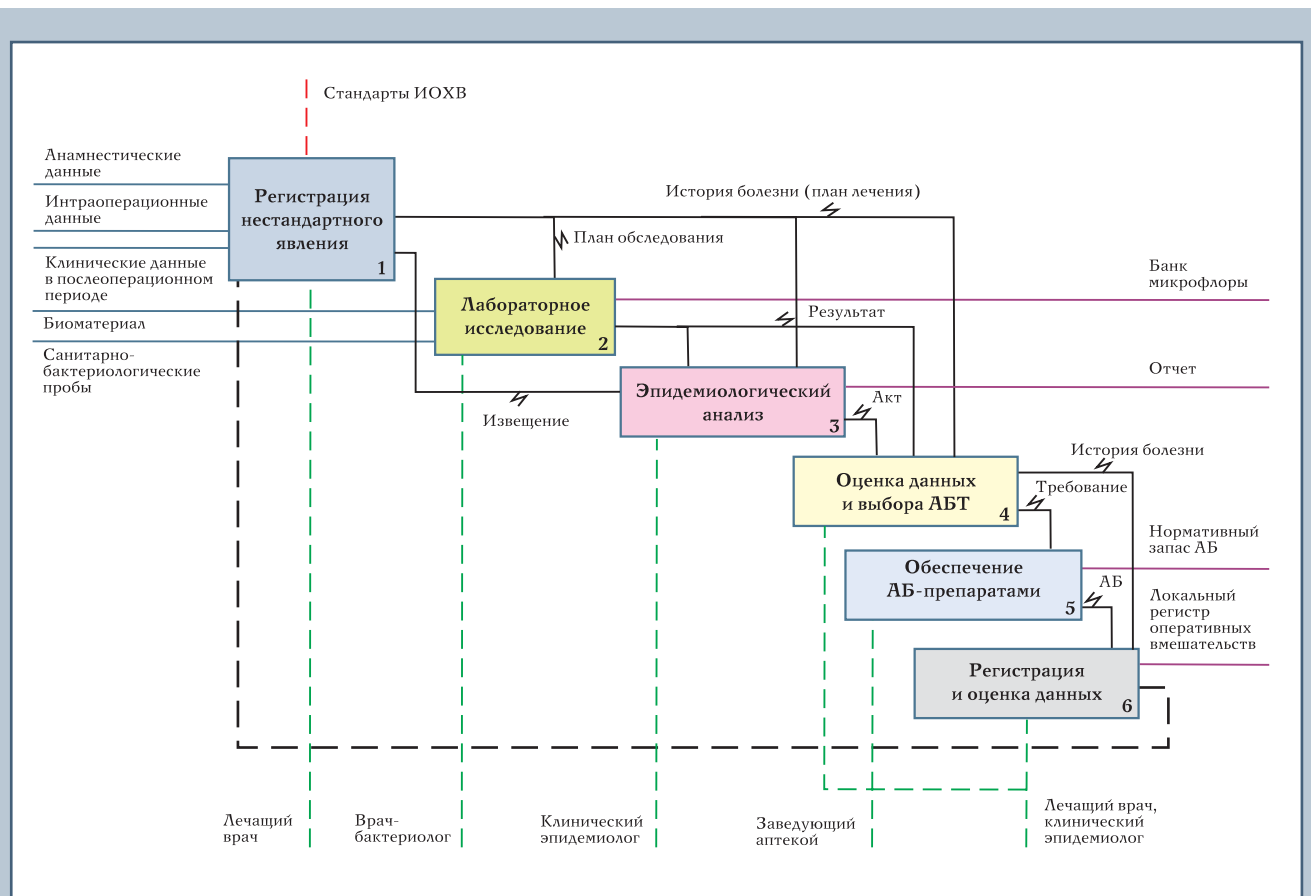 Стандарты ИОХВ
Анамнестические
данные
Интраоперационные
данные
Клинические данные
в послеоперационном
периоде
Биоматериал
Санитарно-
бактериологические
пробы
Регистрация
нестандартного
явления
1
История болезни (план лечения)
План обследования
Лабораторное
исследование
2
Результат
Банк
микрофлоры
Извещение
Эпидемиологический
анализ
3
Акт
Отчет
Оценка данных
и выбора АБТ
4
История болезни
Требование
Обеспечение
АБ-препаратами
5
АБ
Нормативный
запас АБ
Локальный
регистр
оперативных
вмешательств
Регистрация
и оценка данных
6
Лечащий
врач
Врач-
бактериолог
Клинический
эпидемиолог
Заведующий
аптекой
Лечащий врач,
клинический
эпидемиолог